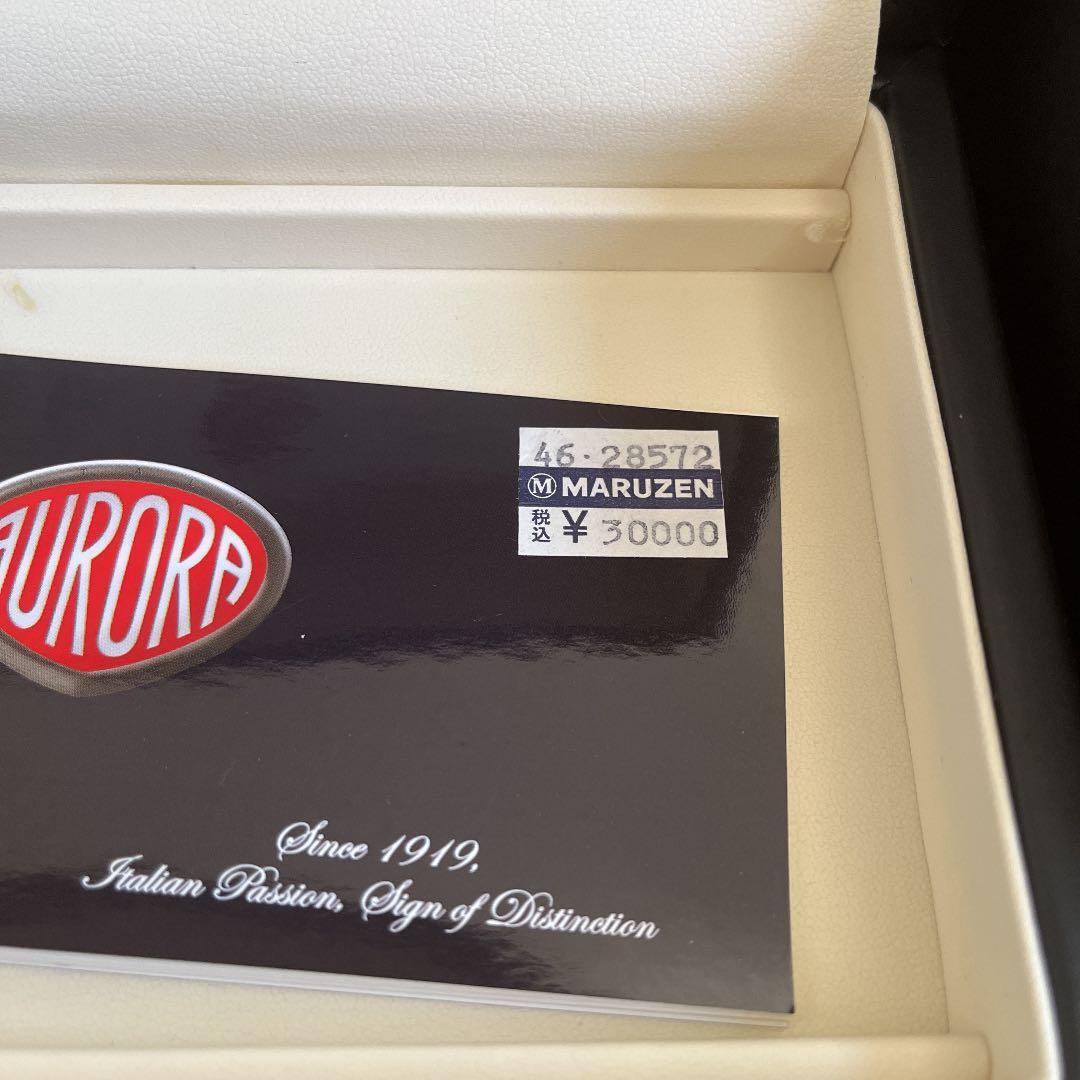 AURORA
46・28572
Ⓜ MARUZEN
税込 ¥ 30000
Since 1919,
Italian Passion, Sign of Distinction